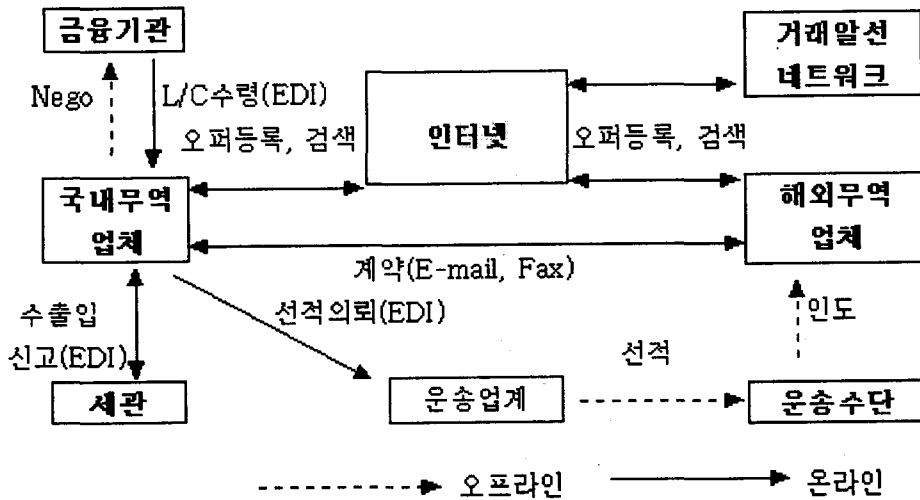 금융기관
거래알선
네트워크
Nego
L/C수령(EDI)
인터넷
오퍼등록, 검색
오퍼등록, 검색
국내무역
업체
해외무역
업체
계약(E-mail, Fax)
수출입
신고(EDI)
선적의뢰(EDI)
선적
인도
세관
운송업계
운송수단
오프라인
온라인